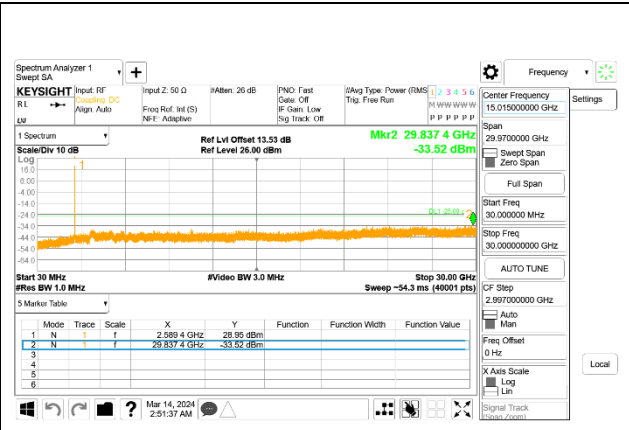 Spectrum Analyzer 1
Swept SA
Frequency
KEYSIGHT
RL
Input: RF
Coupling: DC
Align: Auto
Input Z: 50 Ω
Freq Ref: Int (S)
NFE: Adaptive
#Atten: 26 dB
PNO: Fast
Gate: Off
IF Gain: Low
Sig Track: Off
#Avg Type: Power (RMS
Trig: Free Run
1 2 3 4 5 6
M W W W W W
P P P P P P
Center Frequency
15.015000000 GHz
Settings
Span
29.9700000 GHz
Swept Span
Zero Span
Full Span
Start Freq
30.000000 MHz
Stop Freq
30.000000000 GHz
AUTO TUNE
CF Step
2.997000000 GHz
Auto
Man
Freq Offset
0 Hz
X Axis Scale
Log
Lin
Local
Signal Track
(Span Zoom)
1 Spectrum
Scale/Div 10 dB
Ref Lvl Offset 13.53 dB
Ref Level 26.00 dBm
Mkr2 29.837 4 GHz
-33.52 dBm
Log
16.0
6.00
-4.00
-14.0
-24.0
-34.0
-44.0
-54.0
-64.0
1
2
Start 30 MHz
#Video BW 3.0 MHz
Stop 30.00 GHz
#Res BW 1.0 MHz
Sweep ~54.3 ms (40001 pts)
5 Marker Table
Mode Trace Scale X Y Function Function Width Function Value
1 N 1 f 2.589 4 GHz 28.95 dBm
2 N 1 f 29.837 4 GHz -33.52 dBm
3
4
5
6
Mar 14, 2024
2:51:37 AM